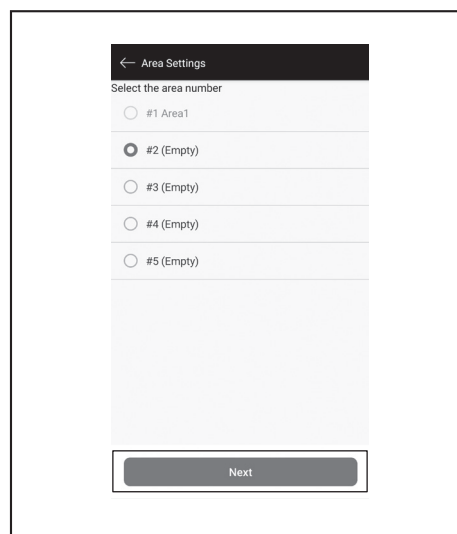 Area Settings
Select the area number
#1 Area1
#2 (Empty)
#3 (Empty)
#4 (Empty)
#5 (Empty)
Next